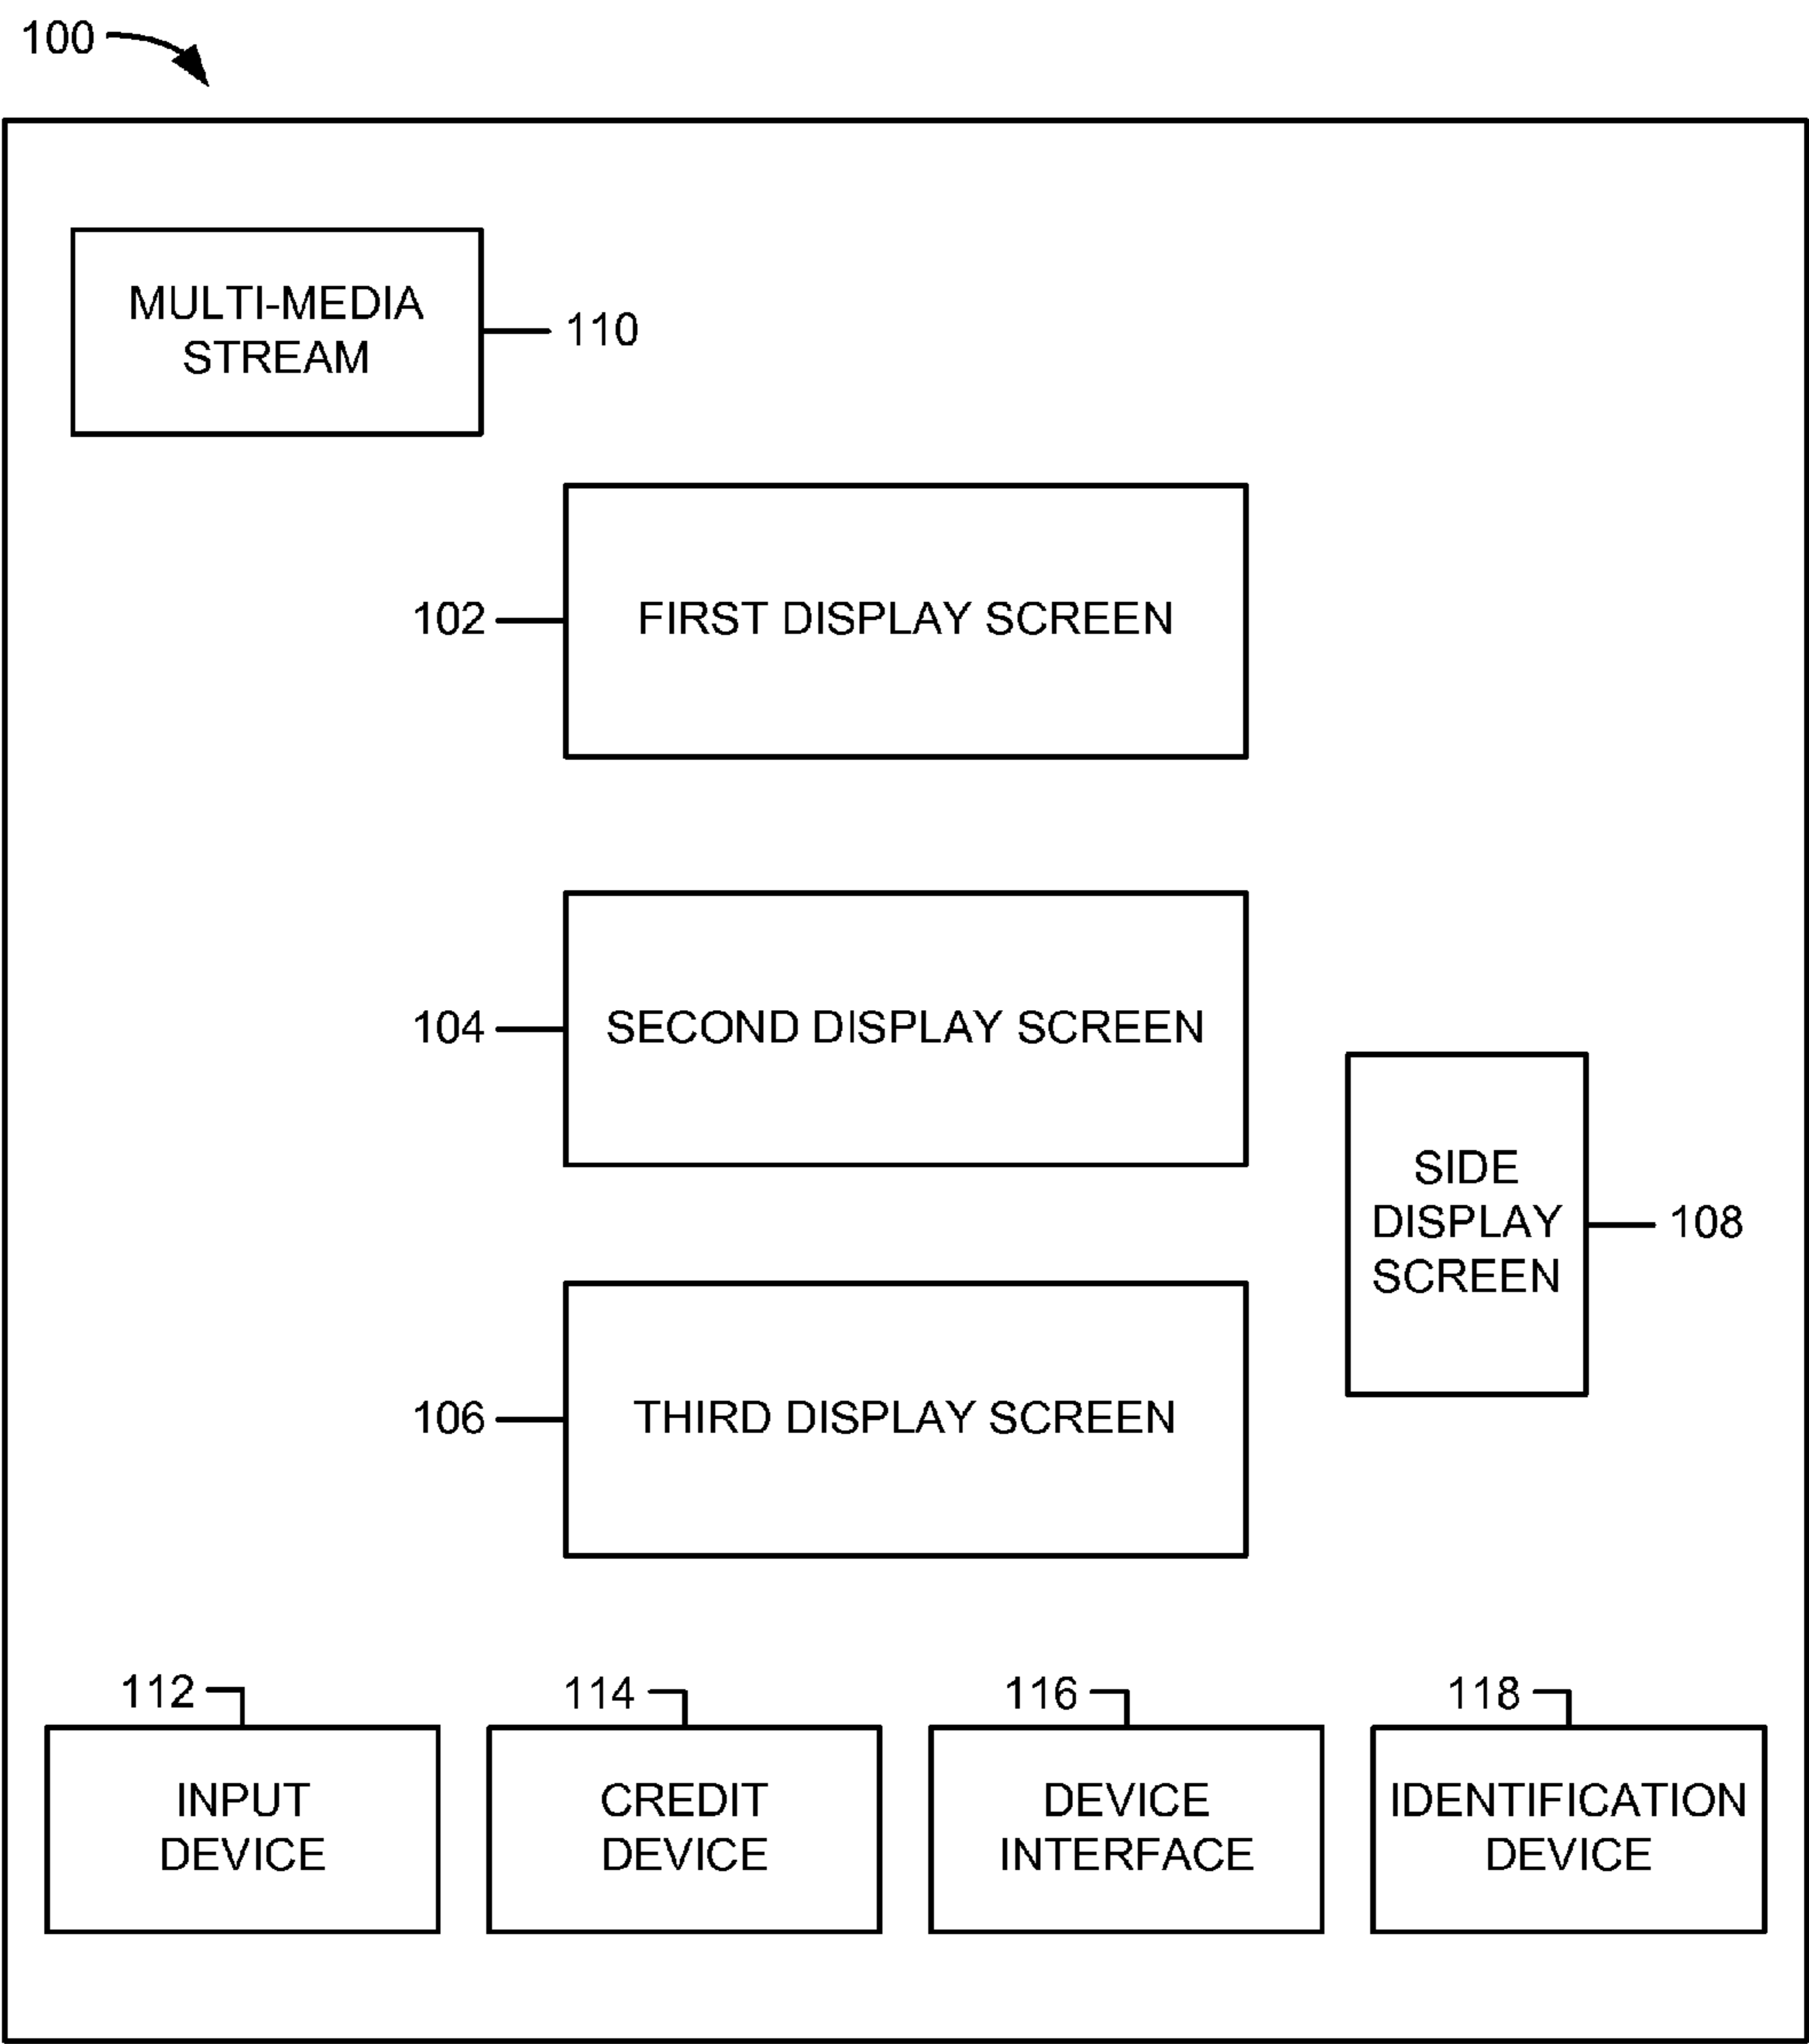 100
MULTI-MEDIA
STREAM
110
102
FIRST DISPLAY SCREEN
104
SECOND DISPLAY SCREEN
SIDE
DISPLAY
SCREEN
108
106
THIRD DISPLAY SCREEN
112
INPUT
DEVICE
114
CREDIT
DEVICE
116
DEVICE
INTERFACE
118
IDENTIFICATION
DEVICE